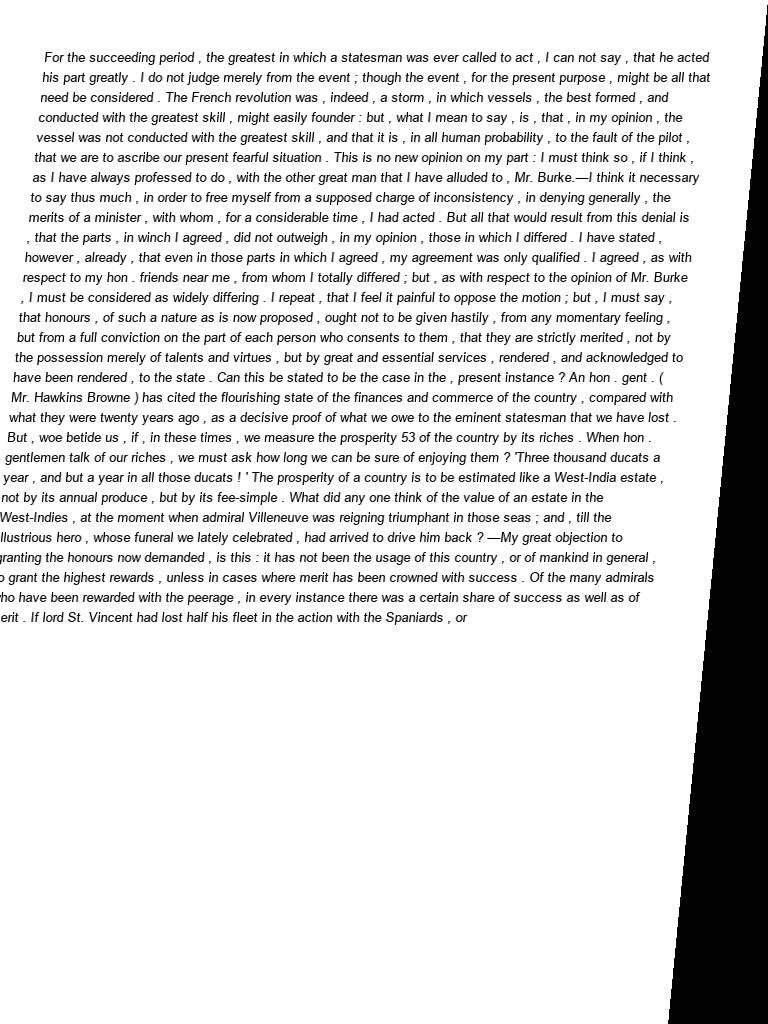 For the succeeding period , the greatest in which a statesman was ever called to act , I can not say , that he acted
his part greatly . I do not judge merely from the event ; though the event , for the present purpose , might be all that
need be considered . The French revolution was , indeed , a storm , in which vessels , the best formed , and
conducted with the greatest skill , might easily founder : but , what I mean to say , is , that , in my opinion , the
vessel was not conducted with the greatest skill , and that it is , in all human probability , to the fault of the pilot ,
that we are to ascribe our present fearful situation . This is no new opinion on my part : I must think so , if I think ,
as I have always professed to do , with the other great man that I have alluded to , Mr. Burke.—I think it necessary
to say thus much , in order to free myself from a supposed charge of inconsistency , in denying generally , the
merits of a minister , with whom , for a considerable time , I had acted . But all that would result from this denial is
, that the parts , in winch I agreed , did not outweigh , in my opinion , those in which I differed . I have stated ,
however , already , that even in those parts in which I agreed , my agreement was only qualified . I agreed , as with
respect to my hon . friends near me , from whom I totally differed ; but , as with respect to the opinion of Mr. Burke
, I must be considered as widely differing . I repeat , that I feel it painful to oppose the motion ; but , I must say ,
that honours , of such a nature as is now proposed , ought not to be given hastily , from any momentary feeling ,
but from a full conviction on the part of each person who consents to them , that they are strictly merited , not by
the possession merely of talents and virtues , but by great and essential services , rendered , and acknowledged to
have been rendered , to the state . Can this be stated to be the case in the , present instance ? An hon . gent . (
Mr. Hawkins Browne ) has cited the flourishing state of the finances and commerce of the country , compared with
what they were twenty years ago , as a decisive proof of what we owe to the eminent statesman that we have lost .
But , woe betide us , if , in these times , we measure the prosperity 53 of the country by its riches . When hon .
gentlemen talk of our riches , we must ask how long we can be sure of enjoying them ? 'Three thousand ducats a
year , and but a year in all those ducats ! ' The prosperity of a country is to be estimated like a West-India estate ,
not by its annual produce , but by its fee-simple . What did any one think of the value of an estate in the
West-Indies , at the moment when admiral Villeneuve was reigning triumphant in those seas ; and , till the
llustrious hero , whose funeral we lately celebrated , had arrived to drive him back ? —My great objection to
granting the honours now demanded , is this : it has not been the usage of this country , or of mankind in general ,
o grant the highest rewards , unless in cases where merit has been crowned with success . Of the many admirals
who have been rewarded with the peerage , in every instance there was a certain share of success as well as of
erit . If lord St. Vincent had lost half his fleet in the action with the Spaniards , or